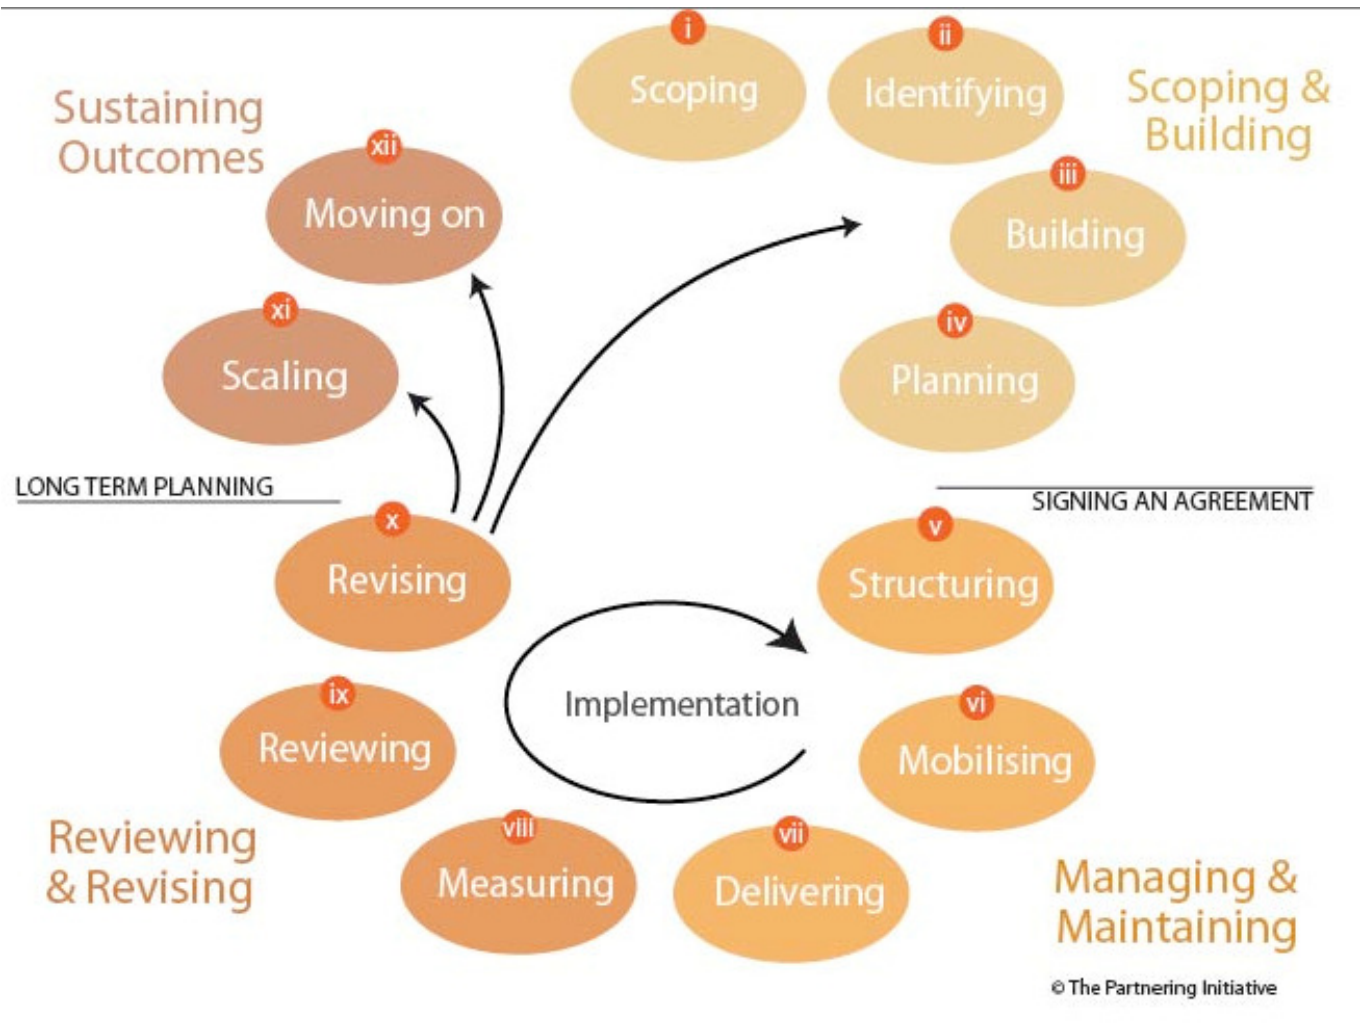 Sustaining
Outcomes
i
Scoping
ii
Identifying
Scoping &
Building
iii
Building
iv
Planning
SIGNING AN AGREEMENT
v
Structuring
vi
Mobilising
vii
Delivering
Managing &
Maintaining
viii
Measuring
ix
Reviewing
x
Revising
Reviewing
& Revising
LONG TERM PLANNING
xi
Scaling
xii
Moving on
Implementation
© The Partnering Initiative